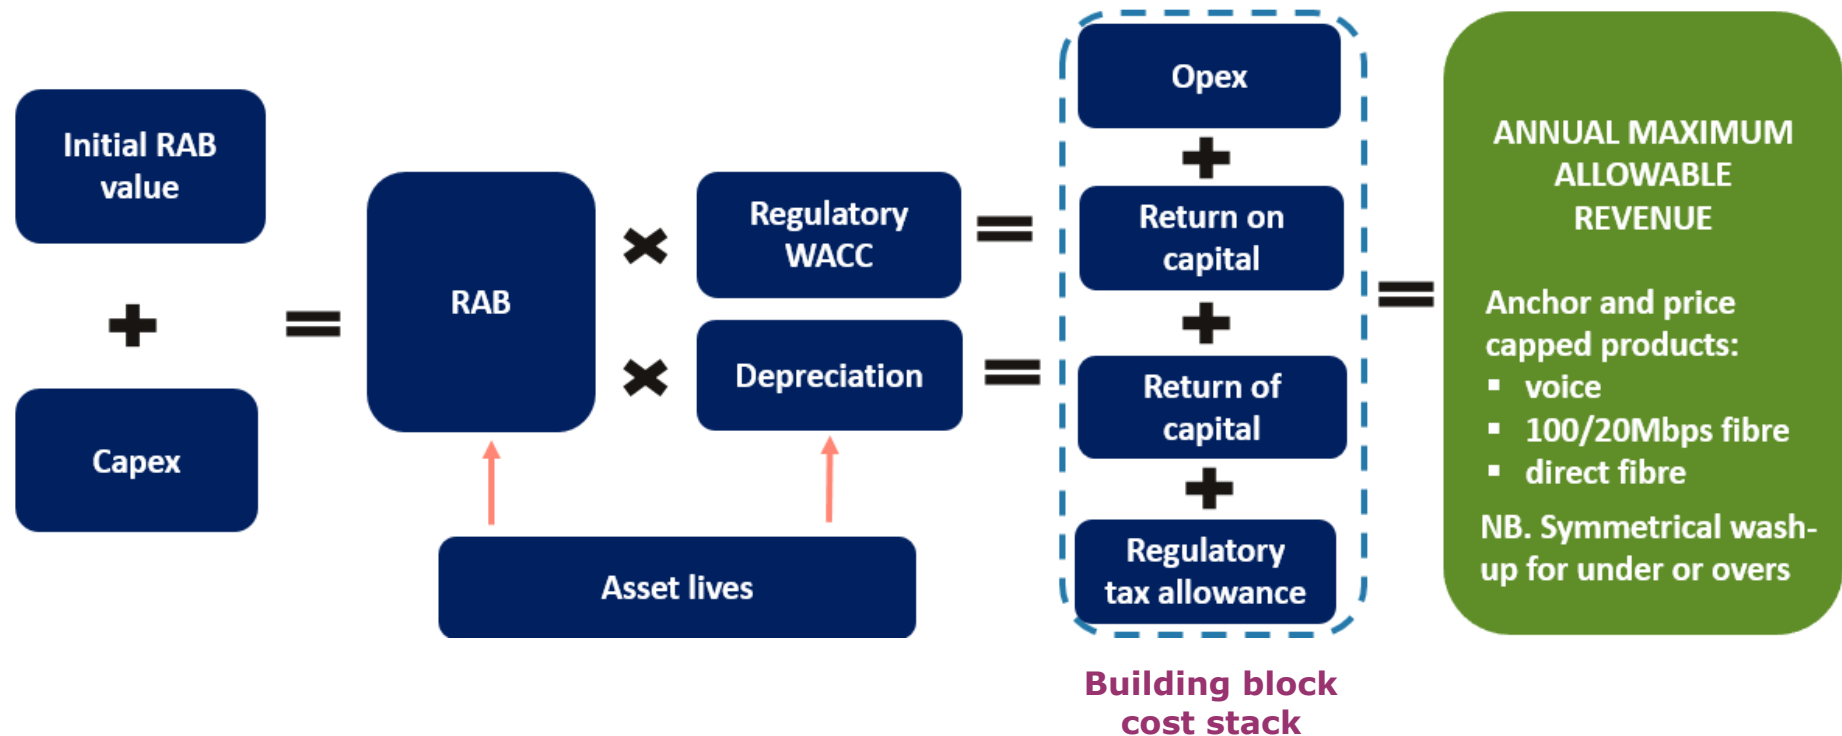 Initial RAB
value
+
Capex
=
RAB
×
Regulatory
WACC
=
×
Depreciation
=
Asset lives
Opex
+
Return on
capital
+
Return of
capital
+
Regulatory
tax allowance
Building block
cost stack
=
ANNUAL MAXIMUM
ALLOWABLE
REVENUE
Anchor and price
capped products:
▪ voice
▪ 100/20Mbps fibre
▪ direct fibre
NB. Symmetrical wash-
up for under or overs